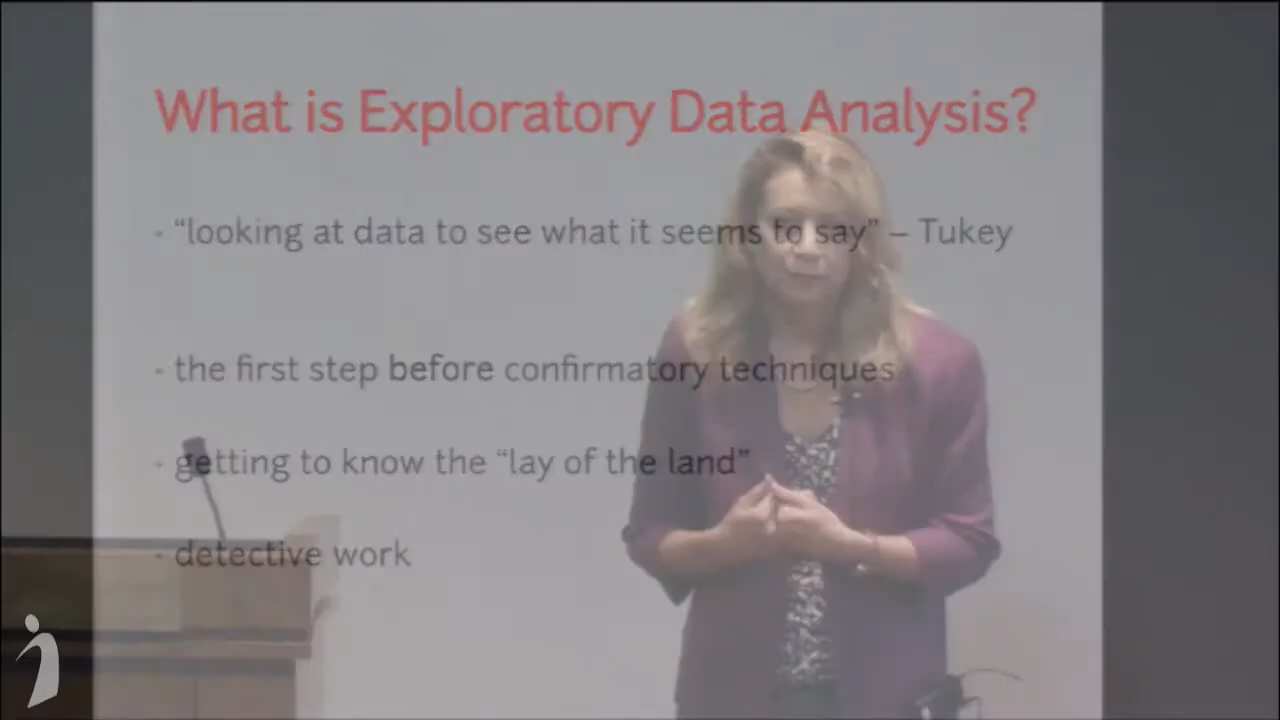 What is Exploratory Data Analysis?
- “looking at data to see what it seems to say” – Tukey
- the first step before confirmatory techniques
- getting to know the “lay of the land”
- detective work